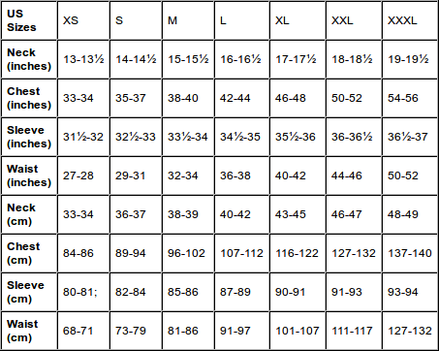 US Sizes XS S M L XL XXL XXXL
Neck (inches) 13-13½ 14-14½ 15-15½ 16-16½ 17-17½ 18-18½ 19-19½
Chest (inches) 33-34 35-37 38-40 42-44 46-48 50-52 54-56
Sleeve (inches) 31½-32 32½-33 33½-34 34½-35 35½-36 36-36½ 36½-37
Waist (inches) 27-28 29-31 32-34 36-38 40-42 44-46 50-52
Neck (cm) 33-34 36-37 38-39 40-42 43-45 46-47 48-49
Chest (cm) 84-86 89-94 96-102 107-112 116-122 127-132 137-140
Sleeve (cm) 80-81; 82-84 85-86 87-89 90-91 91-93 93-94
Waist (cm) 68-71 73-79 81-86 91-97 101-107 111-117 127-132